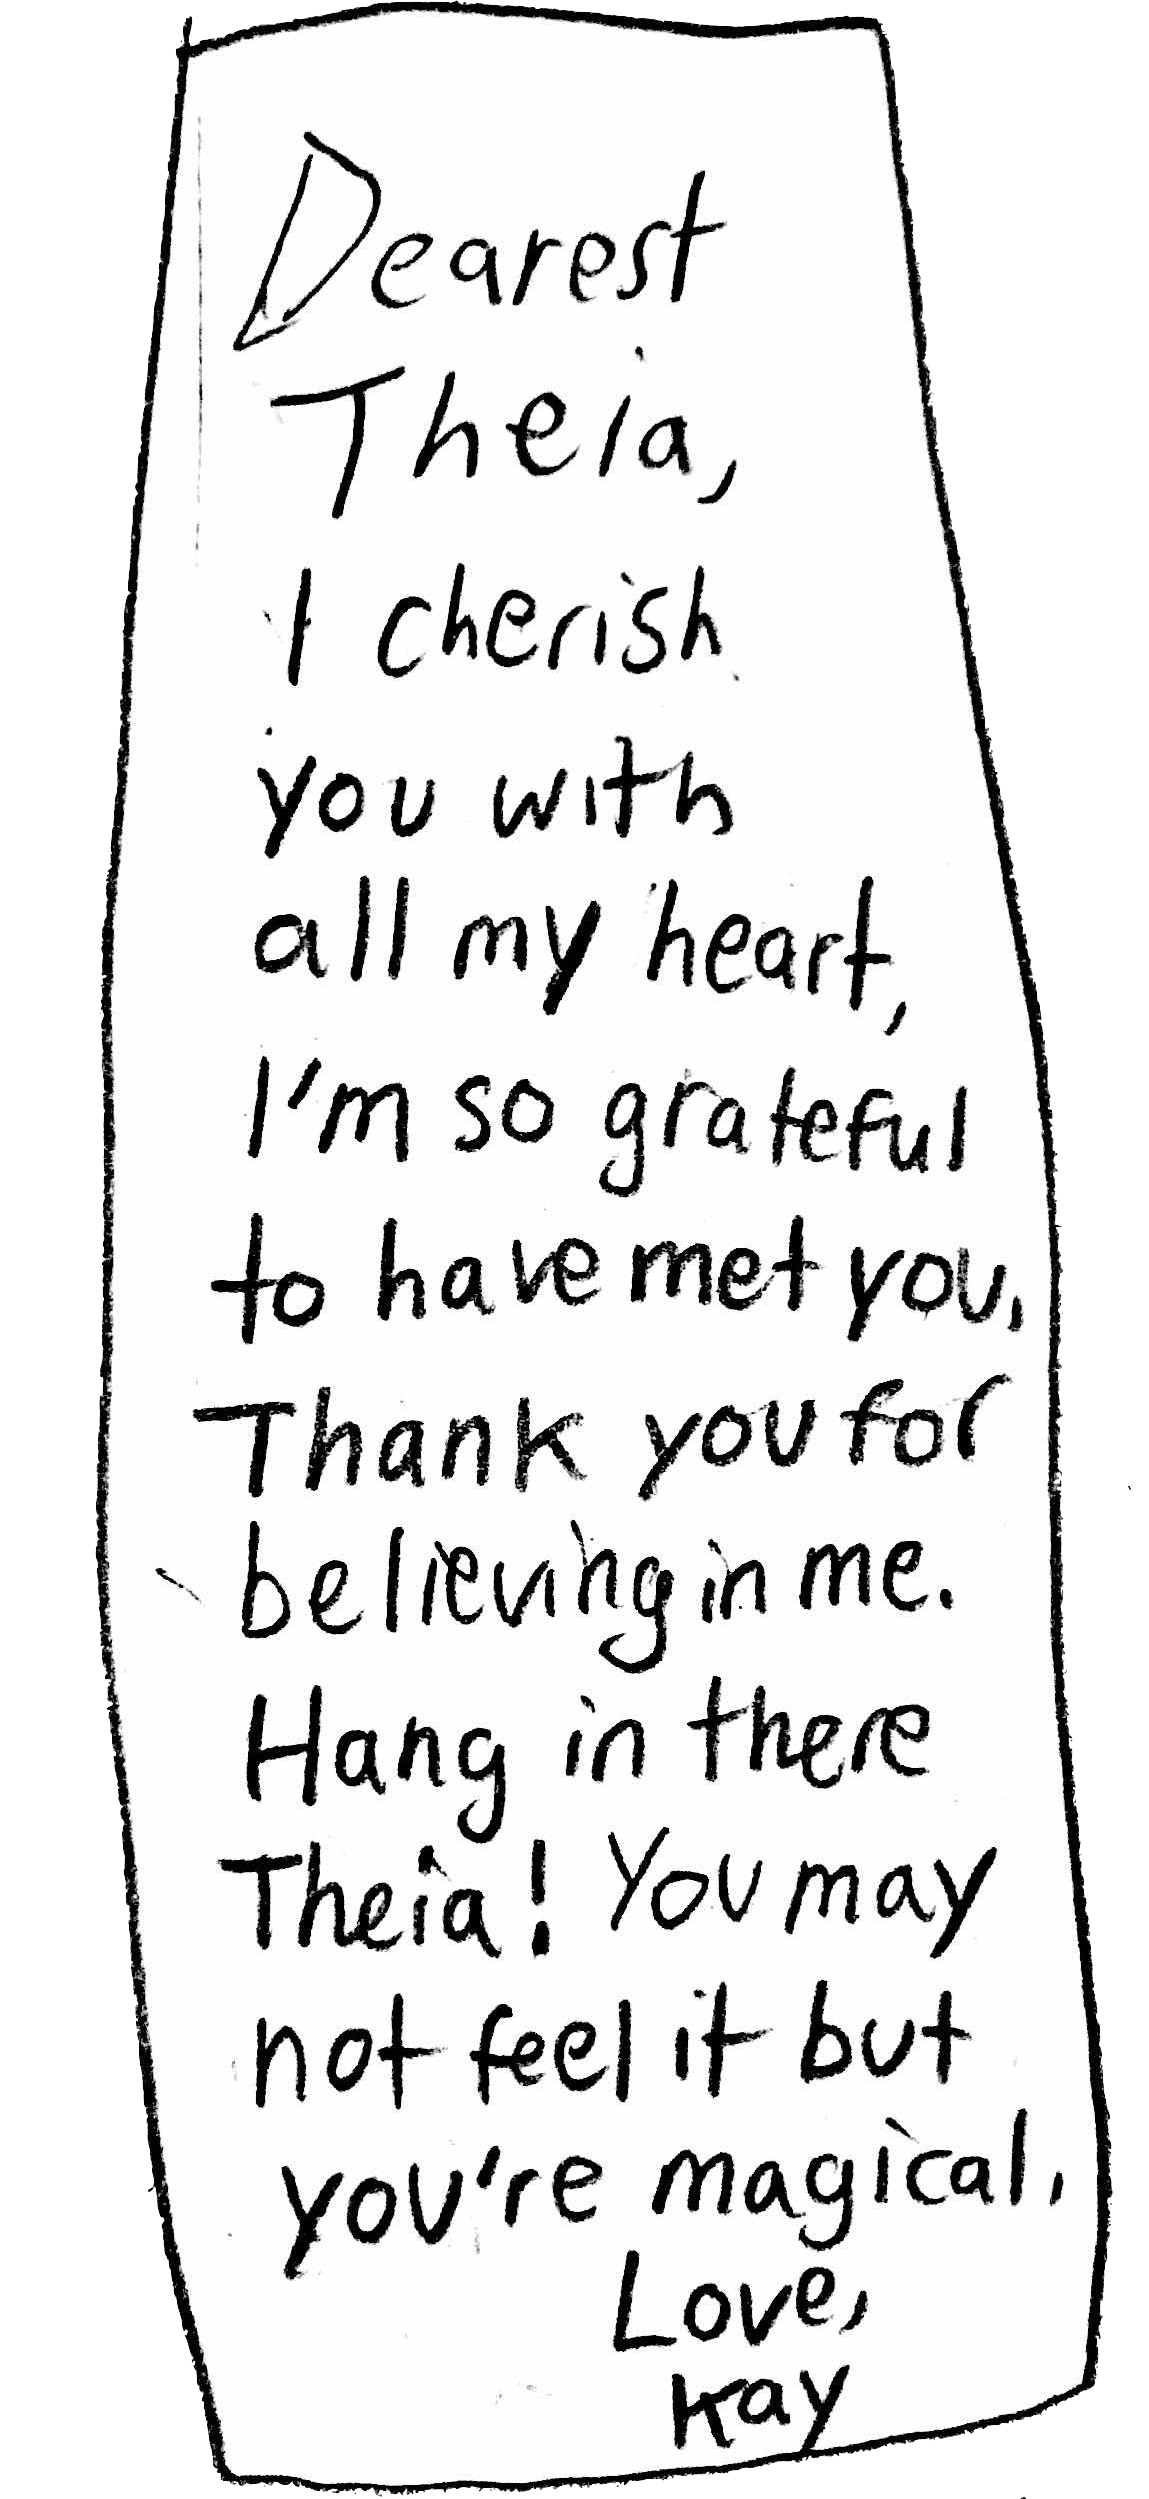 Dearest
Theia,
I cherish
you with
all my heart,
I'm so grateful
to have met you,
Thank you for
believing in me.
Hang in there
Theia! You may
not feel it but
you're magical.
Love,
Kay